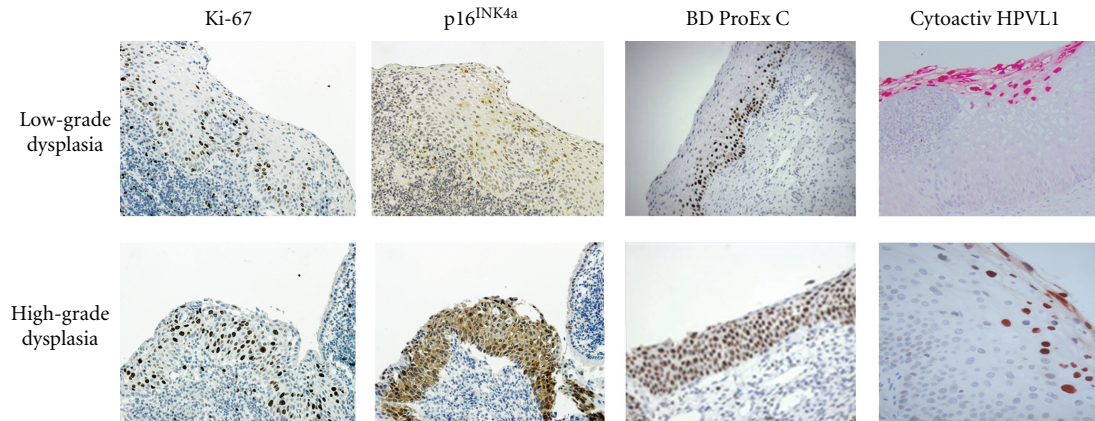 Ki-67
p16INK4a
BD ProEx C
Cytoactiv HPVL1
Low-grade
dysplasia
High-grade
dysplasia